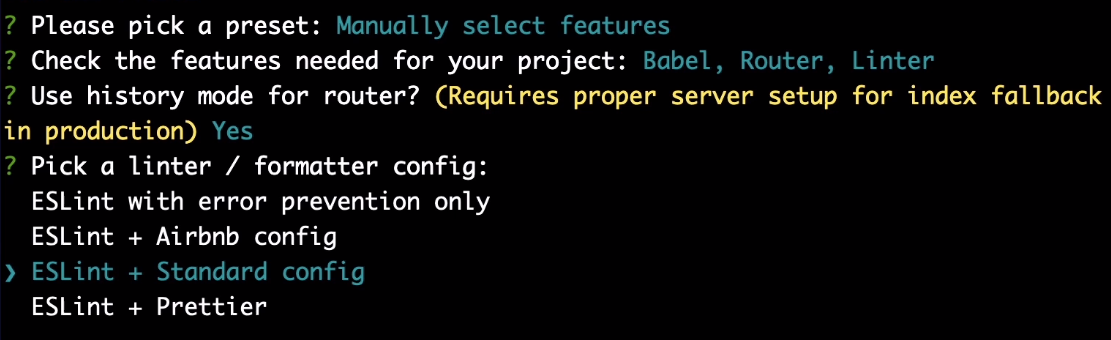 ? Please pick a preset: Manually select features
? Check the features needed for your project: Babel, Router, Linter
? Use history mode for router? (Requires proper server setup for index fallback
in production) Yes
? Pick a linter / formatter config:
ESLint with error prevention only
ESLint + Airbnb config
❯ ESLint + Standard config
ESLint + Prettier